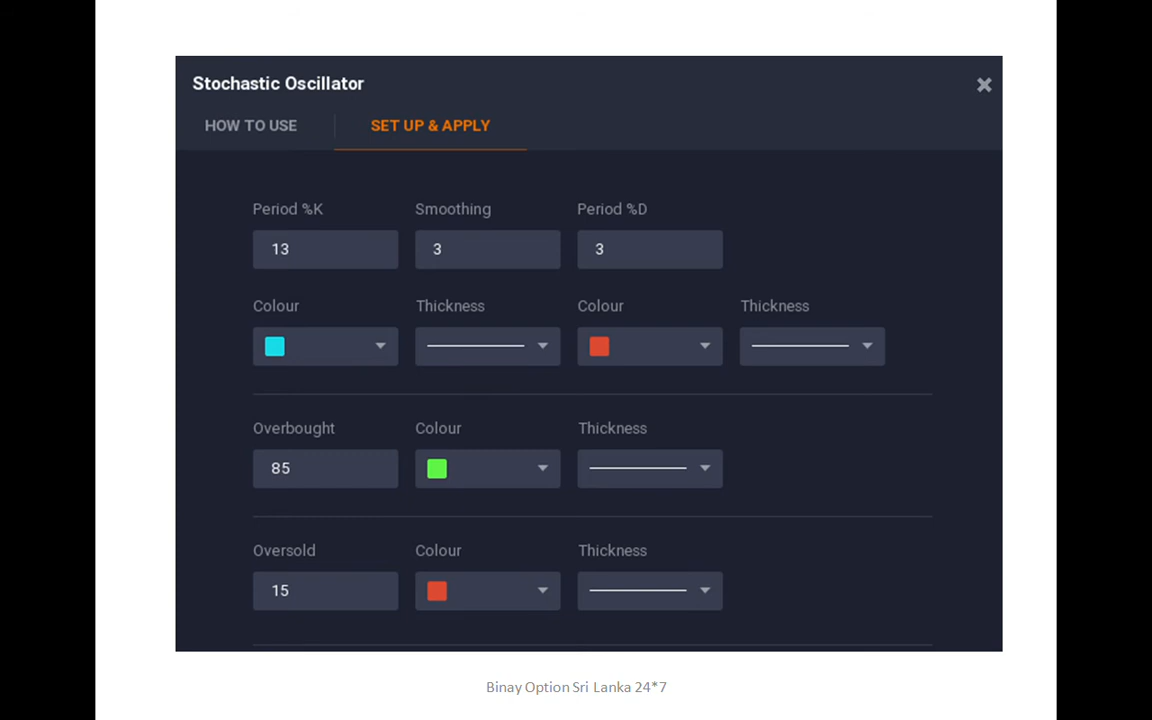 Stochastic Oscillator
HOW TO USE
SET UP & APPLY
Period %K
Smoothing
Period %D
13
3
3
Colour
Thickness
Colour
Thickness
Overbought
Colour
Thickness
85
Oversold
Colour
Thickness
15
Binay Option Sri Lanka 24*7